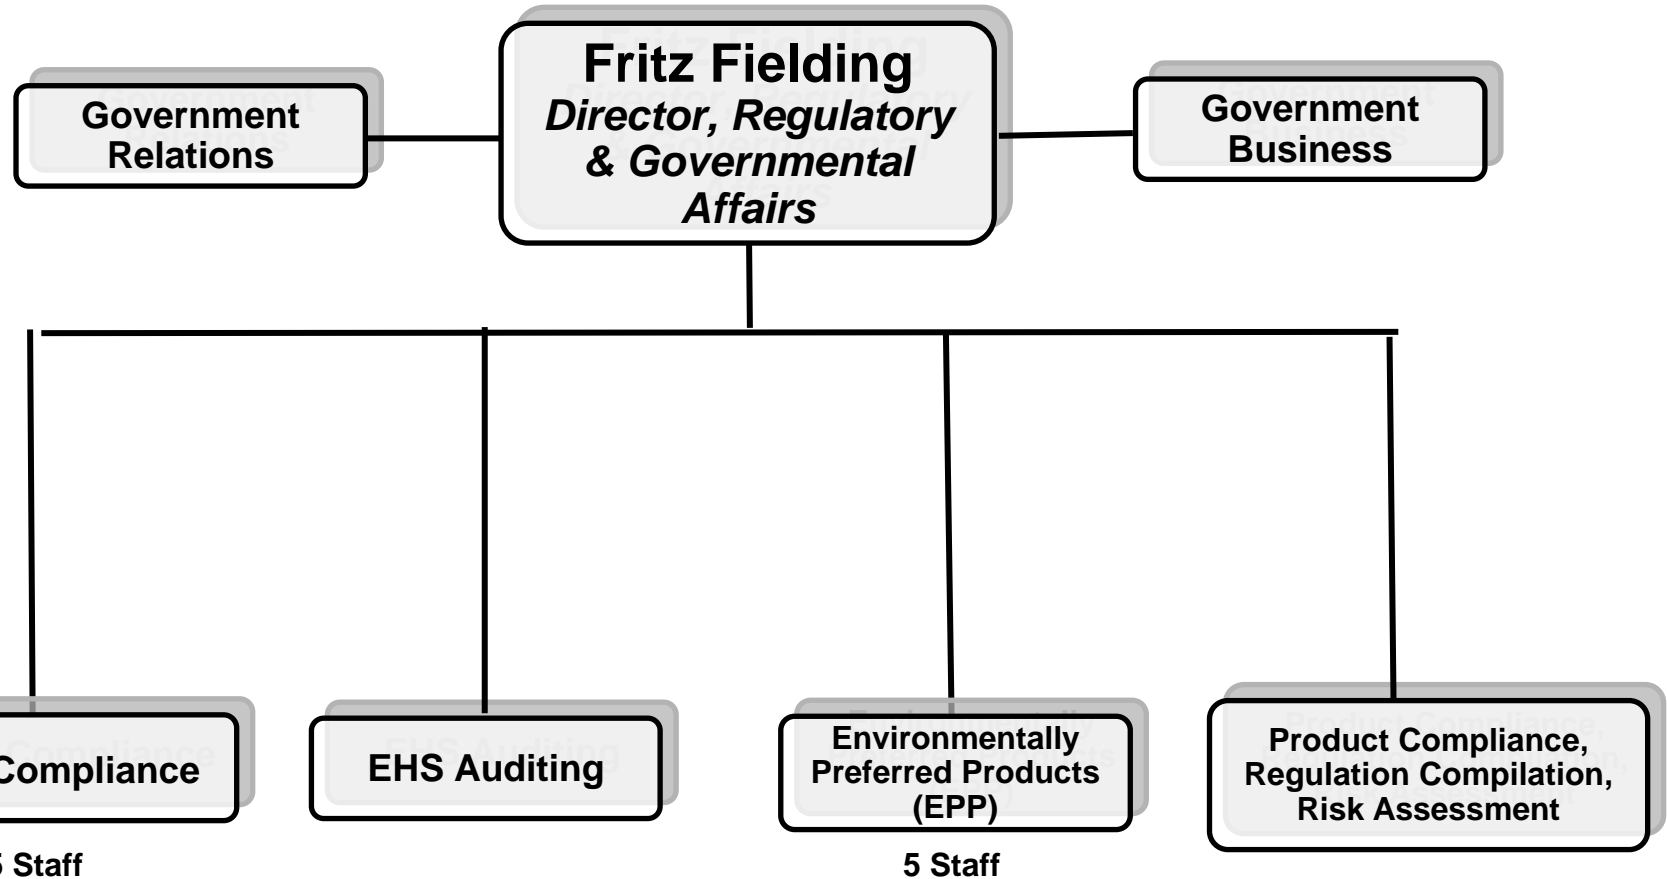 Fritz Fielding
Director, Regulatory
& Governmental
Affairs
Government
Relations
Government
Business
Compliance
EHS Auditing
Environmentally
Preferred Products
(EPP)
Product Compliance,
Regulation Compilation,
Risk Assessment
5 Staff
5 Staff